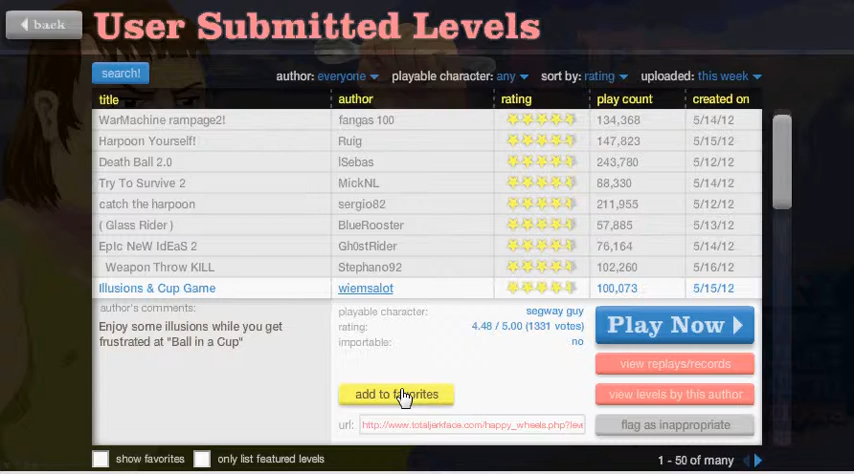 back
User Submitted Levels
search!
author: everyone playable character: any sort by: rating uploaded: this week
title author rating play count created on
WarMachine rampage2! fangas 100 134,368 5/14/12
Harpoon Yourself! Ruig 147,823 5/15/12
Death Ball 2.0 lSebas 243,780 5/12/12
Try To Survive 2 MickNL 88,330 5/14/12
catch the harpoon sergio82 211,955 5/12/12
( Glass Rider ) BlueRooster 57,885 5/13/12
EpIc NeW IdEaS 2 Gh0stRider 76,164 5/14/12
Weapon Throw KILL Stephano92 102,260 5/16/12
Illusions & Cup Game wiemsalot 100,073 5/15/12
author's comments:
Enjoy some illusions while you get
frustrated at "Ball in a Cup"
playable character: segway guy
rating: 4.48 / 5.00 (1331 votes)
importable: no
add to favorites
url: http://www.totaljerkface.com/happy_wheels.php?leve
Play Now
view replays/records
view levels by this author
flag as inappropriate
show favorites only list featured levels 1 - 50 of many